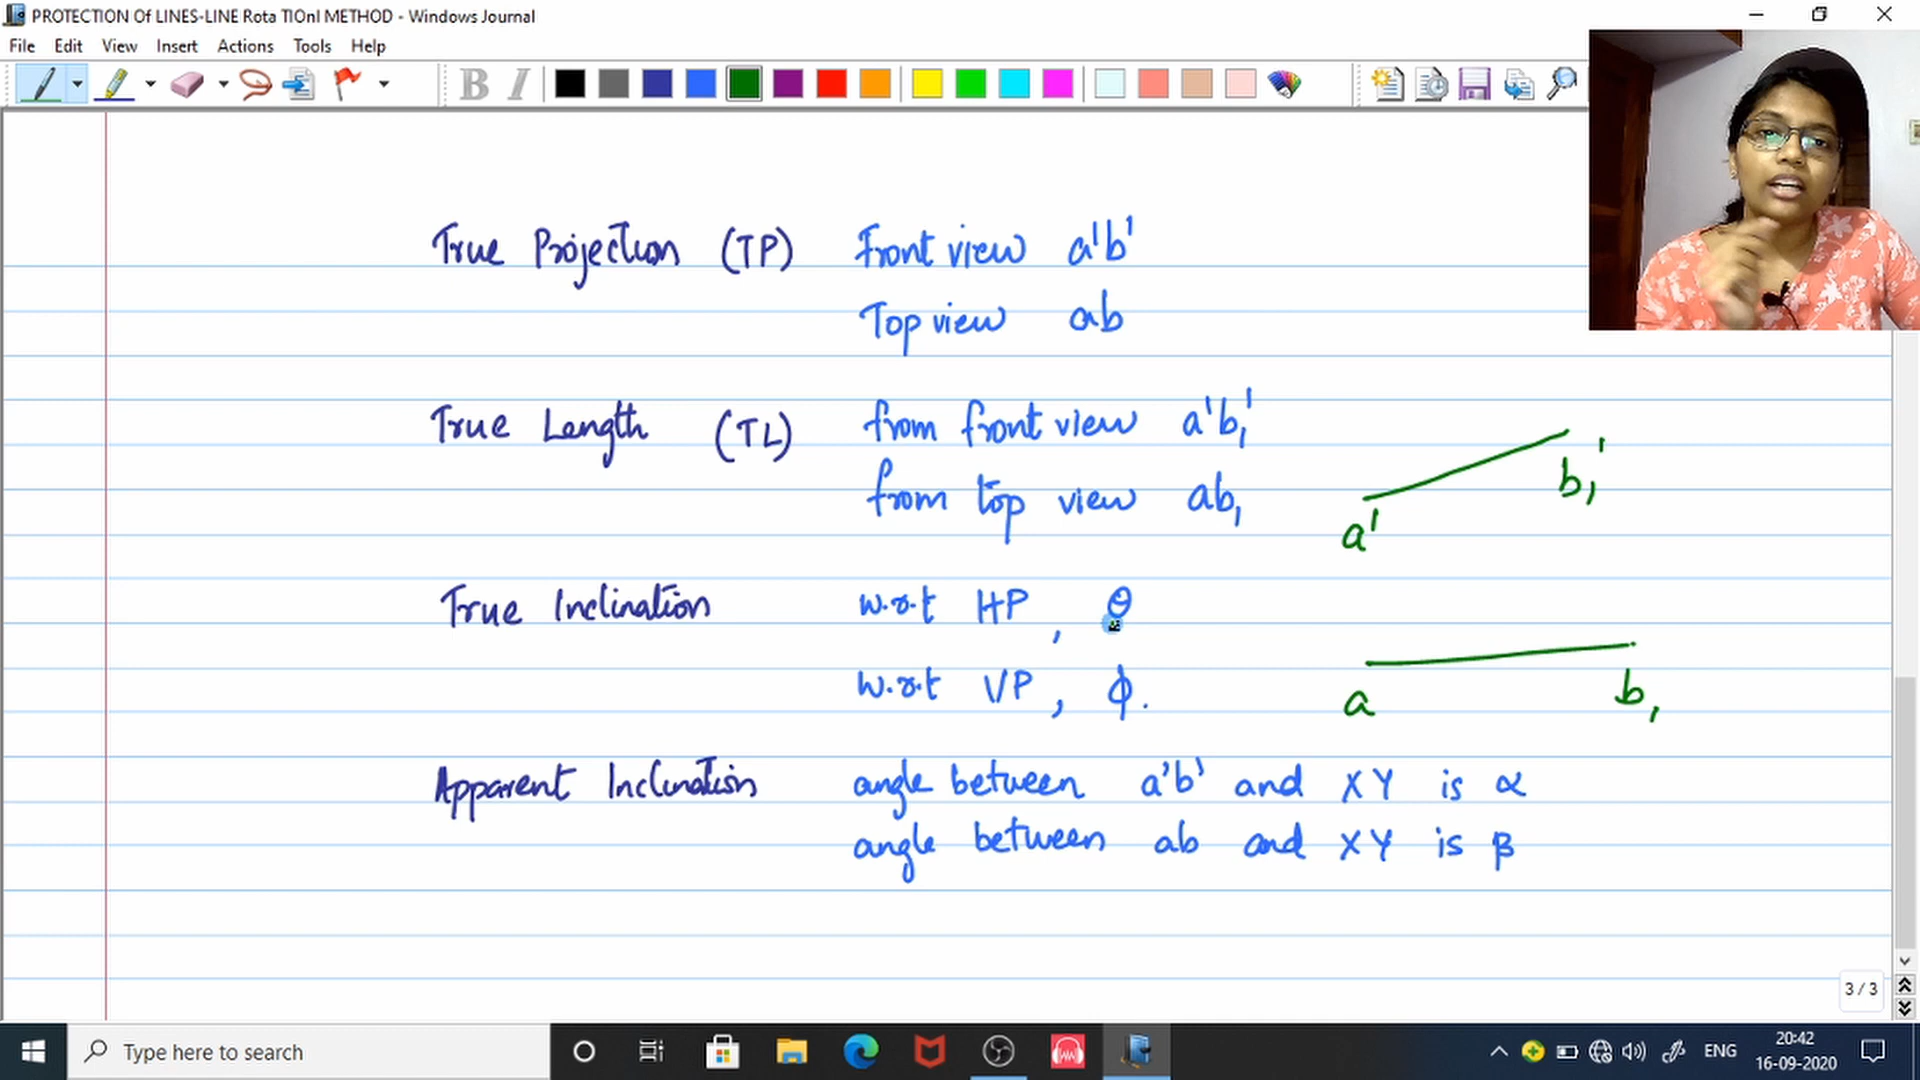 PROTECTION Of LINES-LINE Rota TIOnI METHOD - Windows Journal
File Edit View Insert Actions Tools Help
B I
True Projection (TP) Front view a'b'
Top view ab
True Length (TL) from front view a'b₁'
from top view ab₁
a' b₁'
True Inclination w.r.t HP, θ
w.r.t VP, ϕ.
a b₁
Apparent Inclination angle between a'b' and XY is α
angle between ab and XY is β
3 / 3
Type here to search
ENG
20:42
16-09-2020